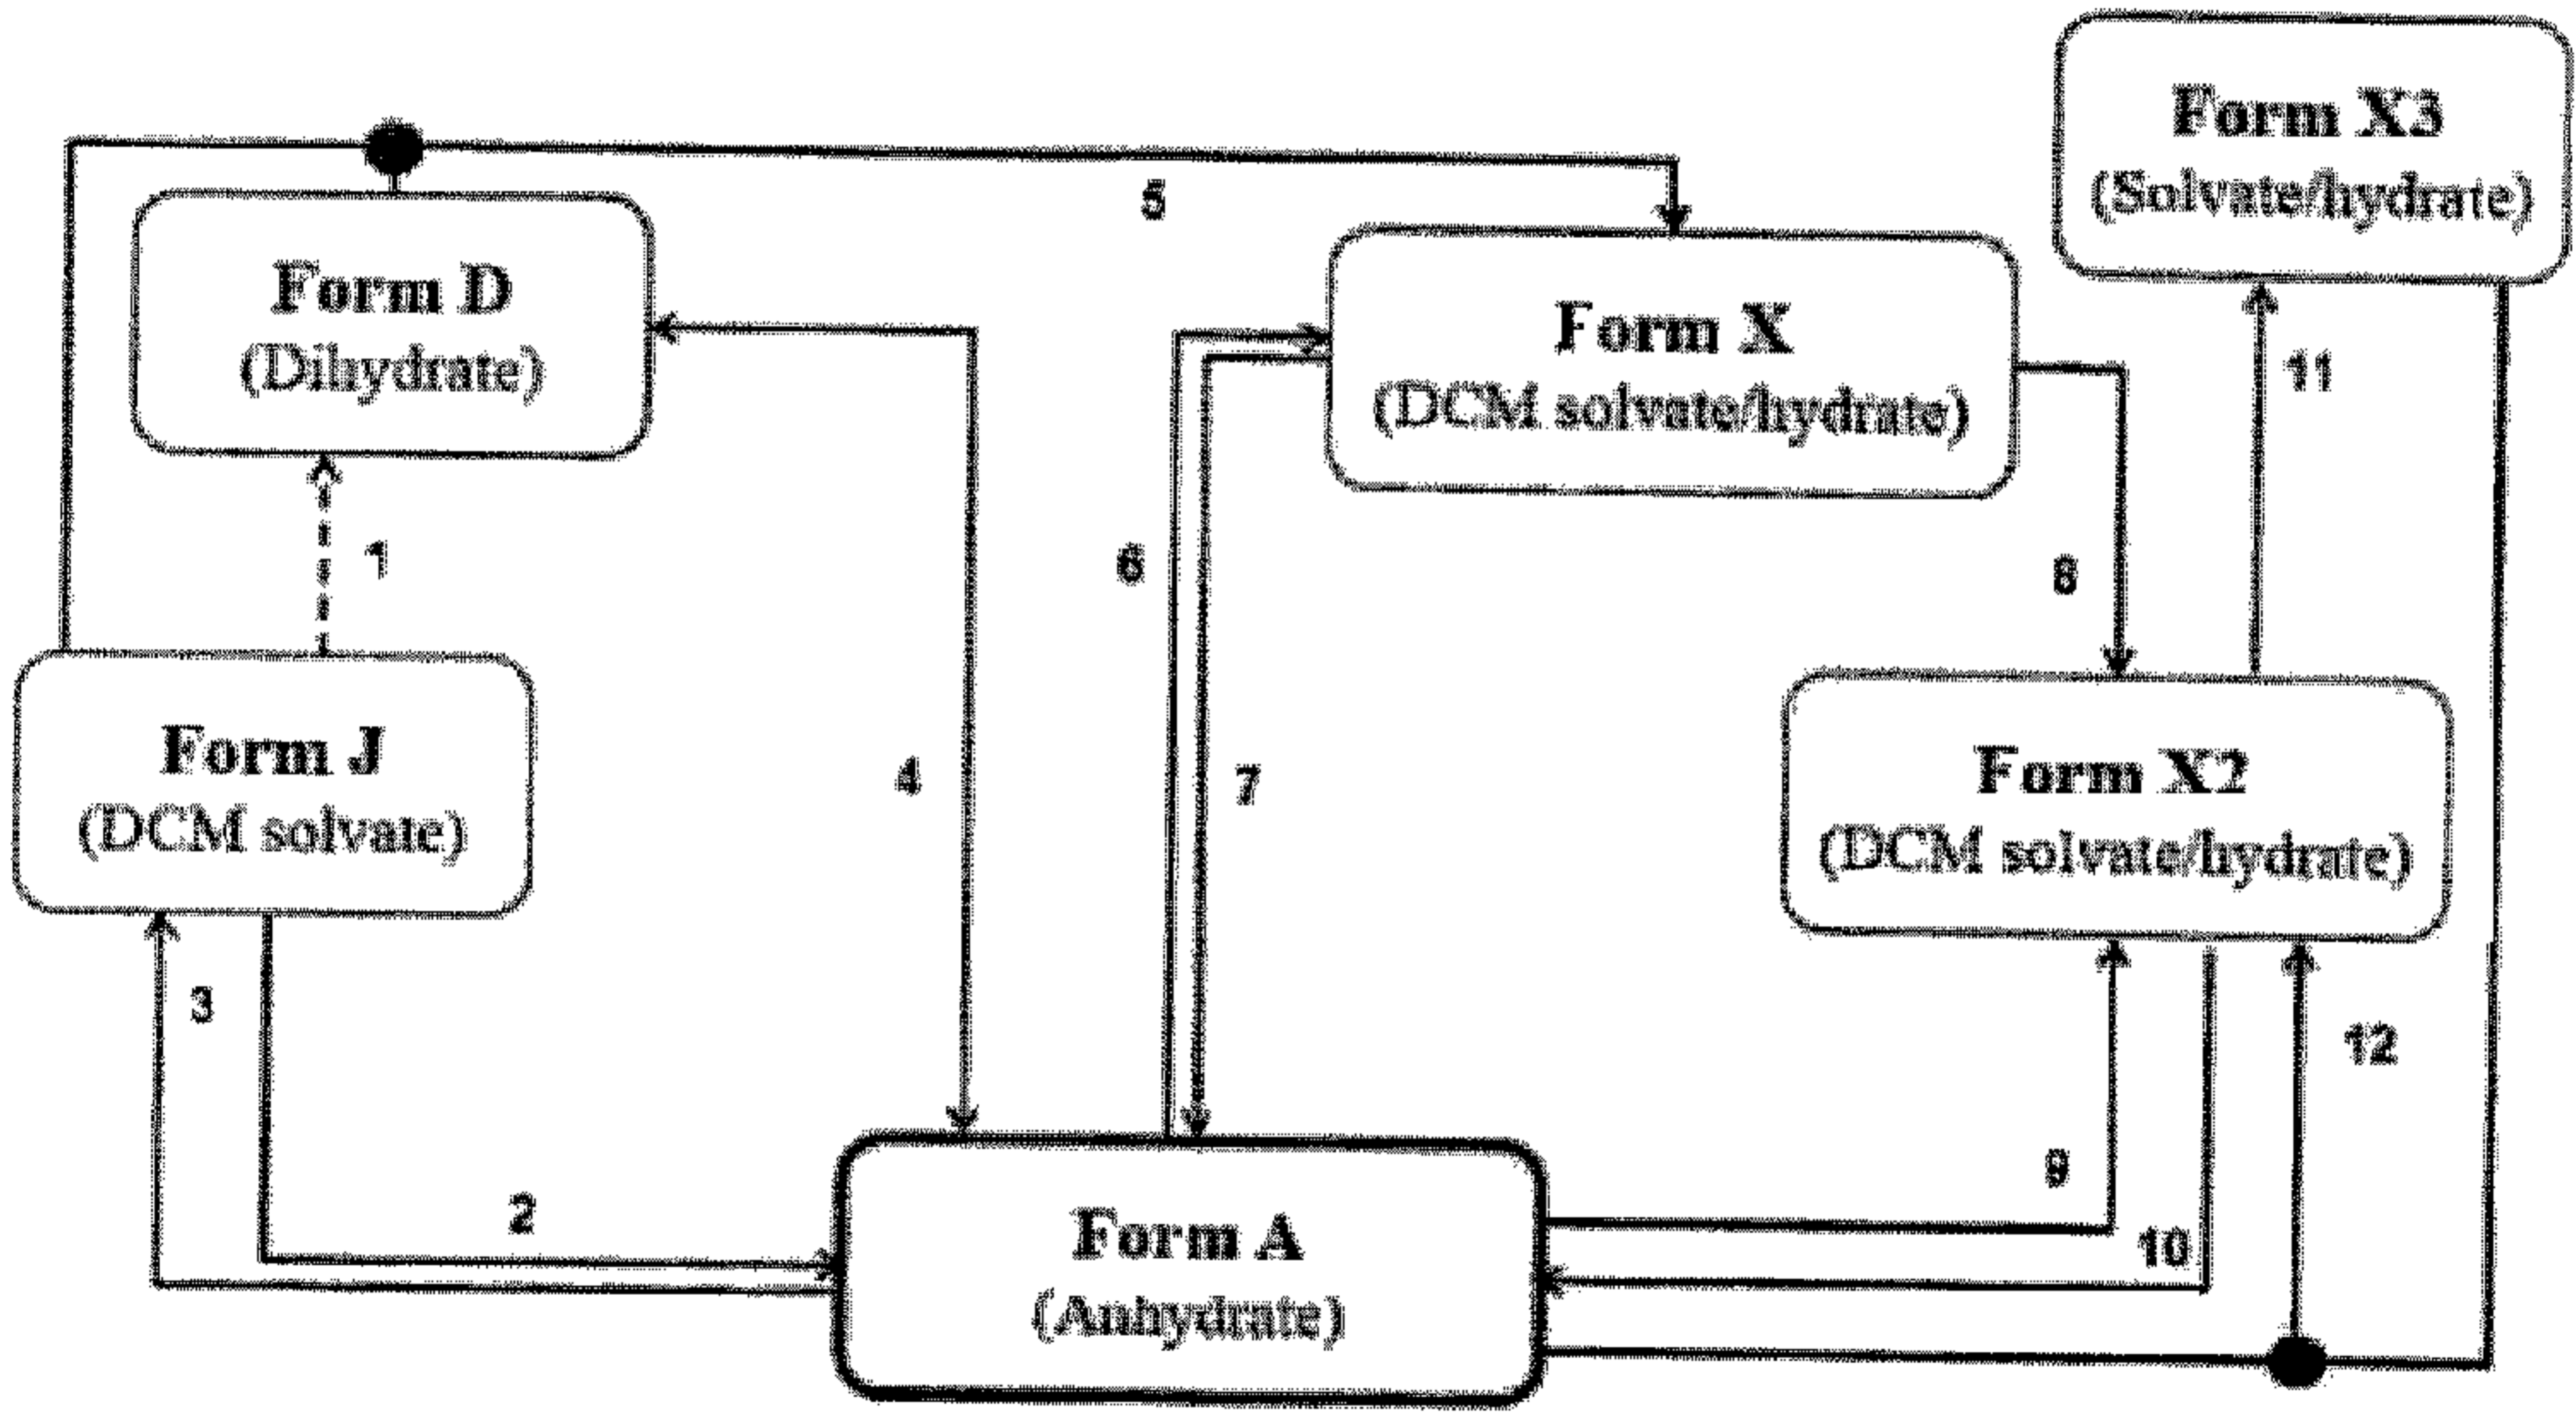 Form X3
(Solvate/hydrate)
5
Form D
(Dihydrate)
Form X
(DCM solvate/hydrate)
11
1
6
8
Form J
(DCM solvate)
4
7
Form X2
(DCM solvate/hydrate)
3
12
9
2
10
Form A
(Anhydrate)